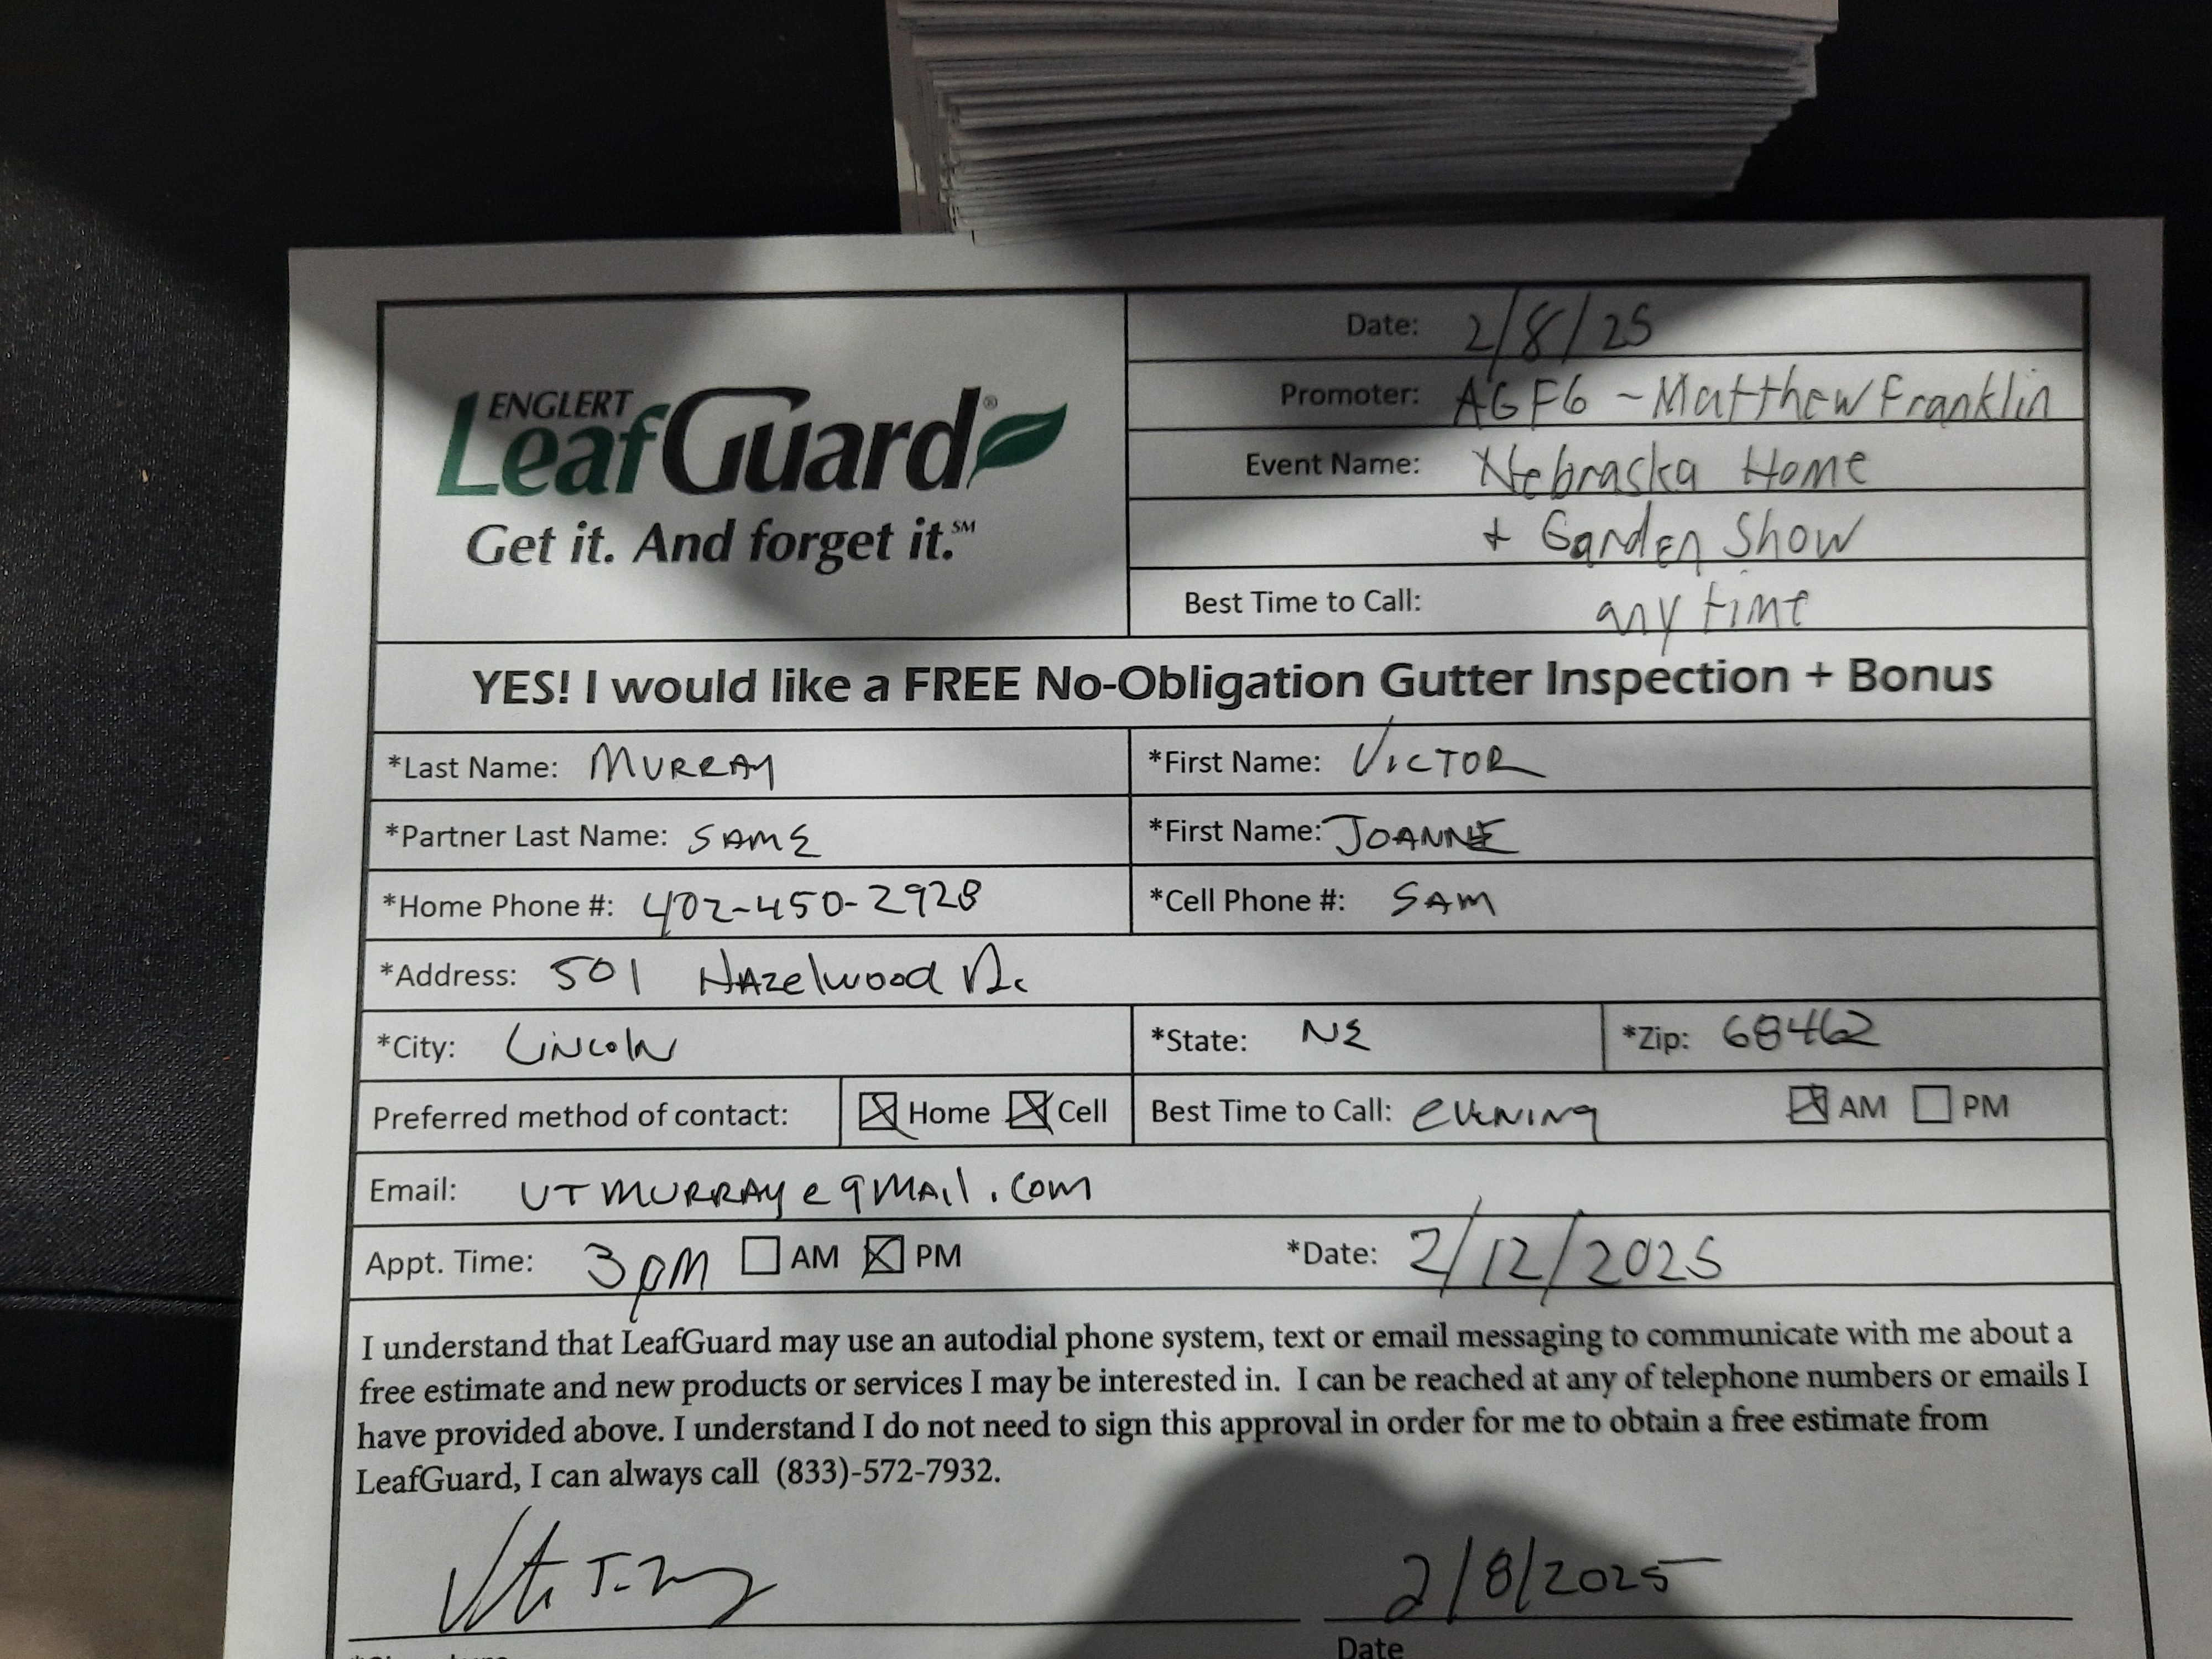 ENGLERT
LeafGuard®
Get it. And forget it.℠
Date: 2/8/25
Promoter: AGF6 ~ Matthew Franklin
Event Name: Nebraska Home
+ Garden Show
Best Time to Call: any time
YES! I would like a FREE No-Obligation Gutter Inspection + Bonus
*Last Name: MURRAY *First Name: VICTOR
*Partner Last Name: SAME *First Name: JOANNE
*Home Phone #: 402-450-2928 *Cell Phone #: SAM
*Address: 501 HAZelwood Dr.
*City: LiNCOlN *State: NE *Zip: 68462
Preferred method of contact: ☒ Home ☒ Cell Best Time to Call: eveNiNg ☒ AM ☐ PM
Email: VTMURRAY@gMAil.COM
Appt. Time: 3pm ☐ AM ☒ PM *Date: 2/12/2025
I understand that LeafGuard may use an autodial phone system, text or email messaging to communicate with me about a
free estimate and new products or services I may be interested in. I can be reached at any of telephone numbers or emails I
have provided above. I understand I do not need to sign this approval in order for me to obtain a free estimate from
LeafGuard, I can always call (833)-572-7932.
2/8/2025
Date